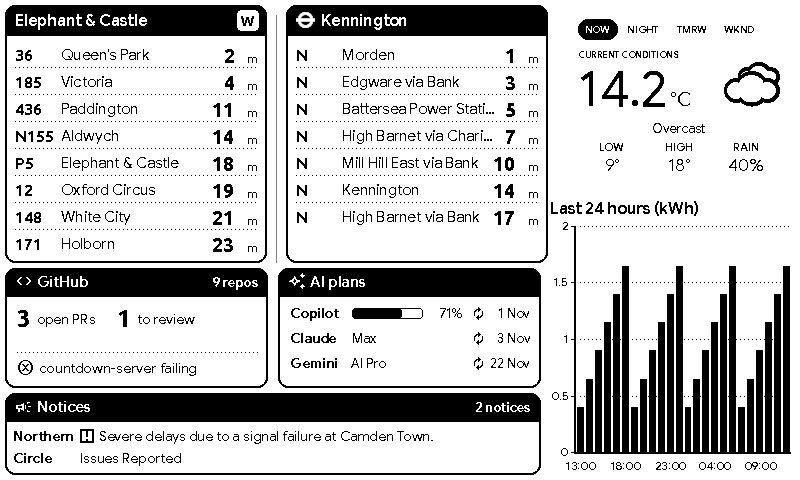 Elephant & Castle W
36 Queen's Park 2 m
185 Victoria 4 m
436 Paddington 11 m
N155 Aldwych 14 m
P5 Elephant & Castle 18 m
12 Oxford Circus 19 m
148 White City 21 m
171 Holborn 23 m
Kennington
N Morden 1 m
N Edgware via Bank 3 m
N Battersea Power Stati... 5 m
N High Barnet via Chari... 7 m
N Mill Hill East via Bank 10 m
N Kennington 14 m
N High Barnet via Bank 17 m
NOW NIGHT TMRW WKND
CURRENT CONDITIONS
14.2°C
Overcast
LOW HIGH RAIN
9° 18° 40%
GitHub 9 repos
3 open PRs 1 to review
countdown-server failing
AI plans
Copilot 71% 1 Nov
Claude Max 3 Nov
Gemini AI Pro 22 Nov
Notices 2 notices
Northern Severe delays due to a signal failure at Camden Town.
Circle Issues Reported
Last 24 hours (kWh)
2
1.5
1
0.5
0
13:00 18:00 23:00 04:00 09:00